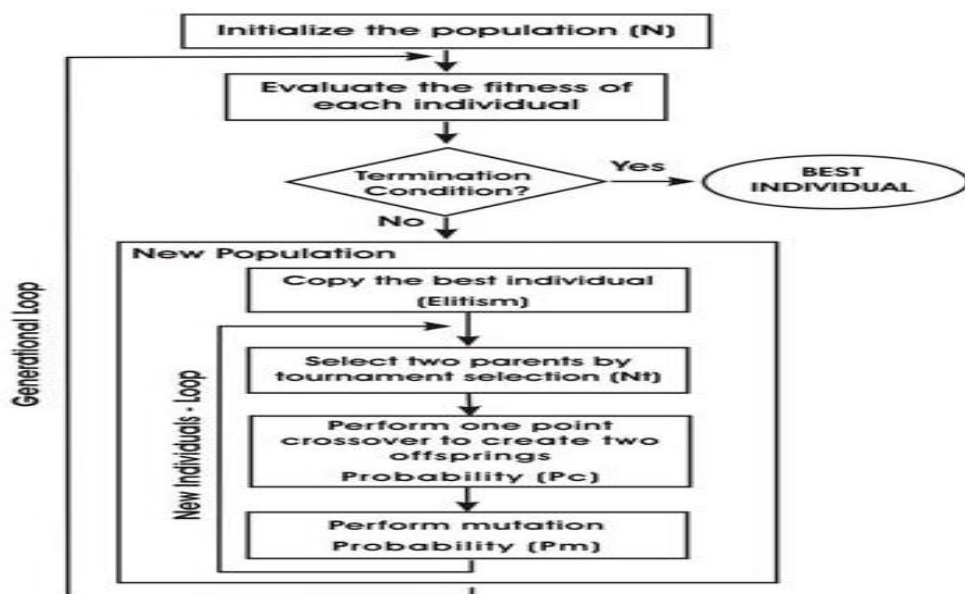 Initialize the population (N)
Evaluate the fitness of
each individual
Termination
Condition?
Yes
BEST
INDIVIDUAL
No
New Population
Copy the best individual
(Elitism)
Select two parents by
tournament selection (Nt)
Perform one point
crossover to create two
offsprings
Probability (Pc)
Perform mutation
Probability (Pm)
New Individuals - Loop
Generational Loop